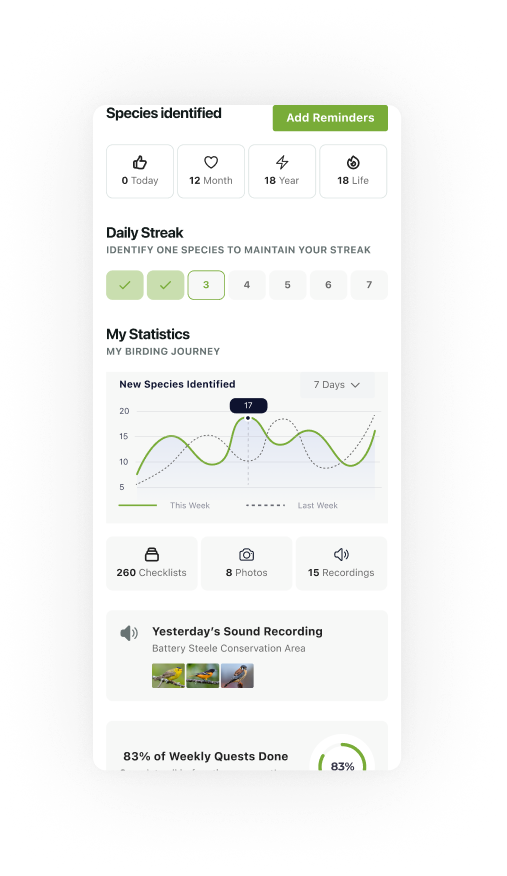 Species identified
Add Reminders
0 Today
12 Month
18 Year
18 Life
Daily Streak
IDENTIFY ONE SPECIES TO MAINTAIN YOUR STREAK
3 4 5 6 7
My Statistics
MY BIRDING JOURNEY
New Species Identified
7 Days
17
20
15
10
5
This Week
Last Week
260 Checklists
8 Photos
15 Recordings
Yesterday's Sound Recording
Battery Steele Conservation Area
83% of Weekly Quests Done
83%